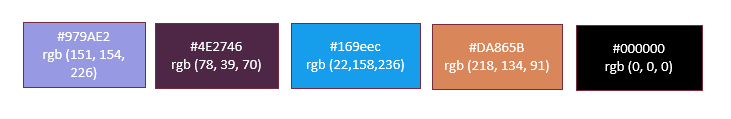 #979AE2
rgb (151, 154,
226)
#4E2746
rgb (78, 39, 70)
#169eec
rgb (22,158,236)
#DA865B
rgb (218, 134, 91)
#000000
rgb (0, 0, 0)